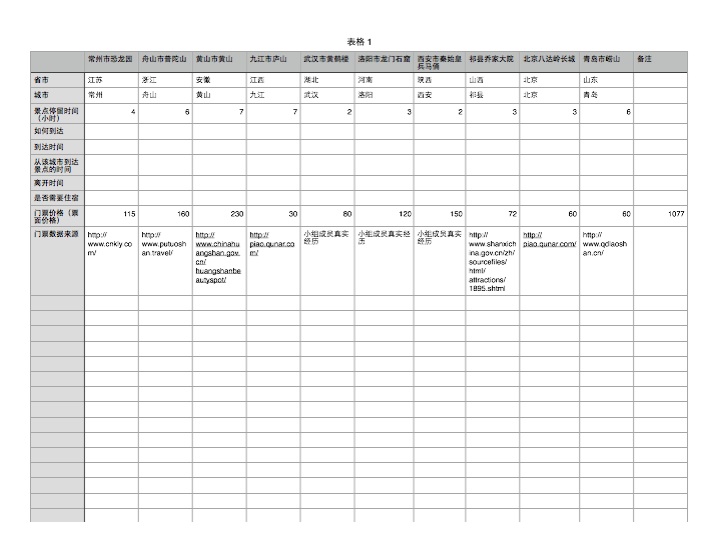 表格 1
常州市恐龙园 舟山市普陀山 黄山市黄山 九江市庐山 武汉市黄鹤楼 洛阳市龙门石窟 西安市秦始皇兵马俑 祁县乔家大院 北京八达岭长城 青岛市崂山 备注
省市 江苏 浙江 安徽 江西 湖北 河南 陕西 山西 北京 山东
城市 常州 舟山 黄山 九江 武汉 洛阳 西安 祁县 北京 青岛
景点停留时间（小时） 4 6 7 7 2 3 2 3 3 6
如何到达
到达时间
从该城市到达景点的时间
离开时间
是否需要住宿
门票价格（票面价格） 115 160 230 30 80 120 150 72 60 60 1077
门票数据来源 http://www.cnkly.com/ http://www.putuoshan.travel/ http://www.chinahuangshan.gov.cn/huangshanbeautyspot/ http://piao.qunar.com/ 小组成员真实经历 小组成员真实经历 小组成员真实经历 http://www.shanxichina.gov.cn/zh/sourcefiles/html/attractions/1895.shtml http://piao.qunar.com/ http://www.qdlaoshan.cn/